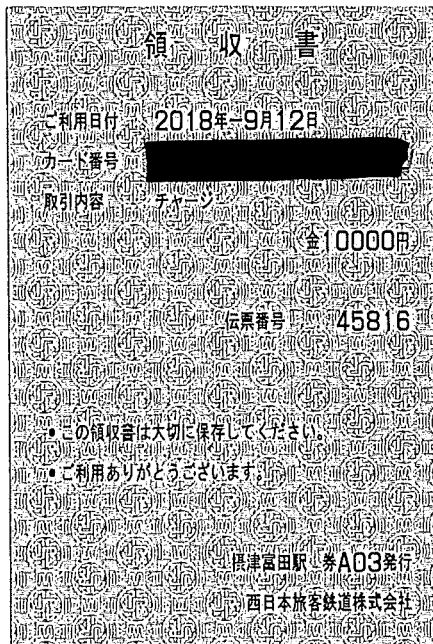 領収書
ご利用日付 2018年-9月12日
カード番号
取引内容 チャージ
金10000円
伝票番号 45816
・この領収書は大切に保存してください。
・ご利用ありがとうございます。
摂津富田駅 券A03発行
西日本旅客鉄道株式会社